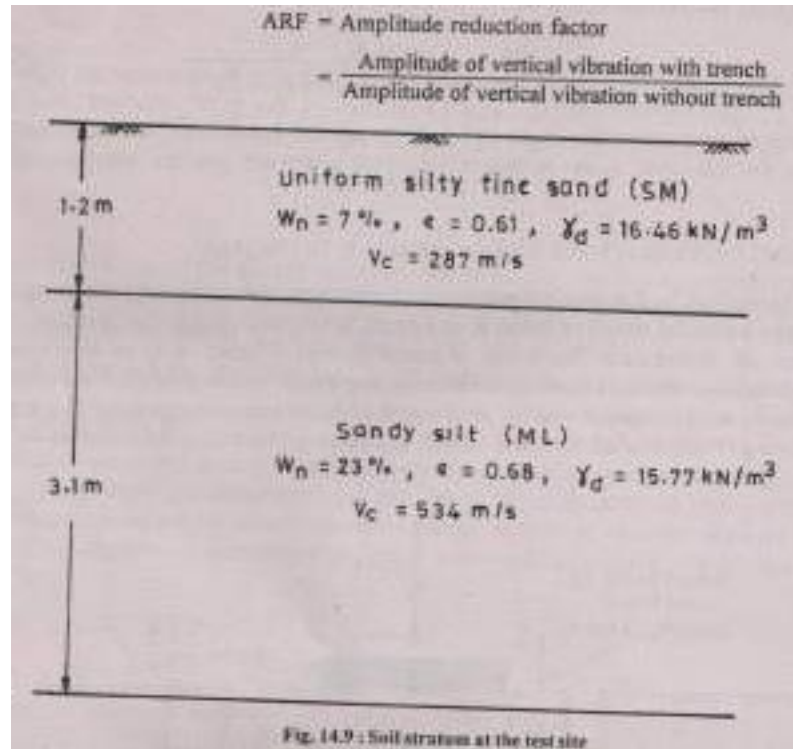 ARF = Amplitude reduction factor
= Amplitude of vertical vibration with trench
Amplitude of vertical vibration without trench
Uniform silty fine sand (SM)
1.2 m
Wn = 7 %, e = 0.61, γd = 16.46 kN/m³
Vc = 287 m/s
Sandy silt (ML)
Wn = 23 %, e = 0.68, γd = 15.77 kN/m³
3.1m
Vc = 534 m/s
Fig. 14.9 : Soil stratum at the test site